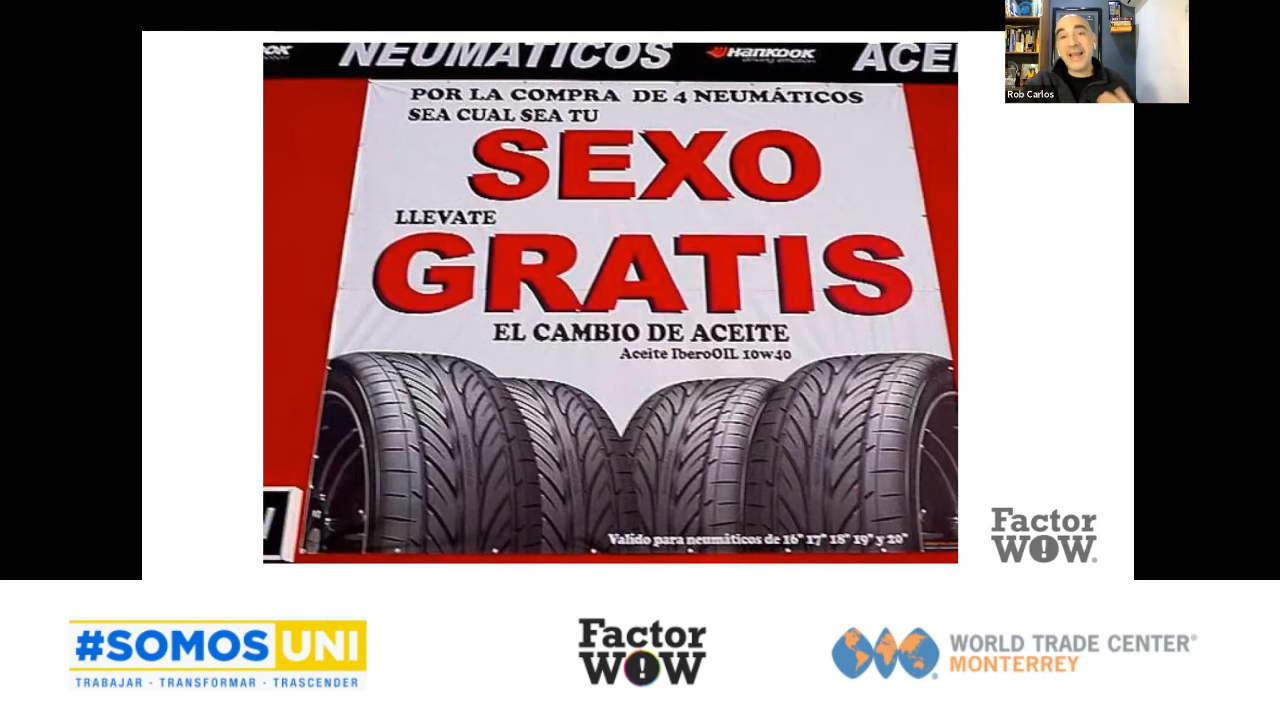 NEUMÁTICOS HANKOOK
Rob Carlos
POR LA COMPRA DE 4 NEUMÁTICOS
SEA CUAL SEA TU
SEXO
LLEVATE
GRATIS
EL CAMBIO DE ACEITE
Aceite IberoOIL 10w40
Valido para neumáticos de 16" 17" 18" 19" y 20"
Factor
WOW
#SOMOS UNI
TRABAJAR - TRANSFORMAR - TRASCENDER
Factor
WOW
WORLD TRADE CENTER®
MONTERREY